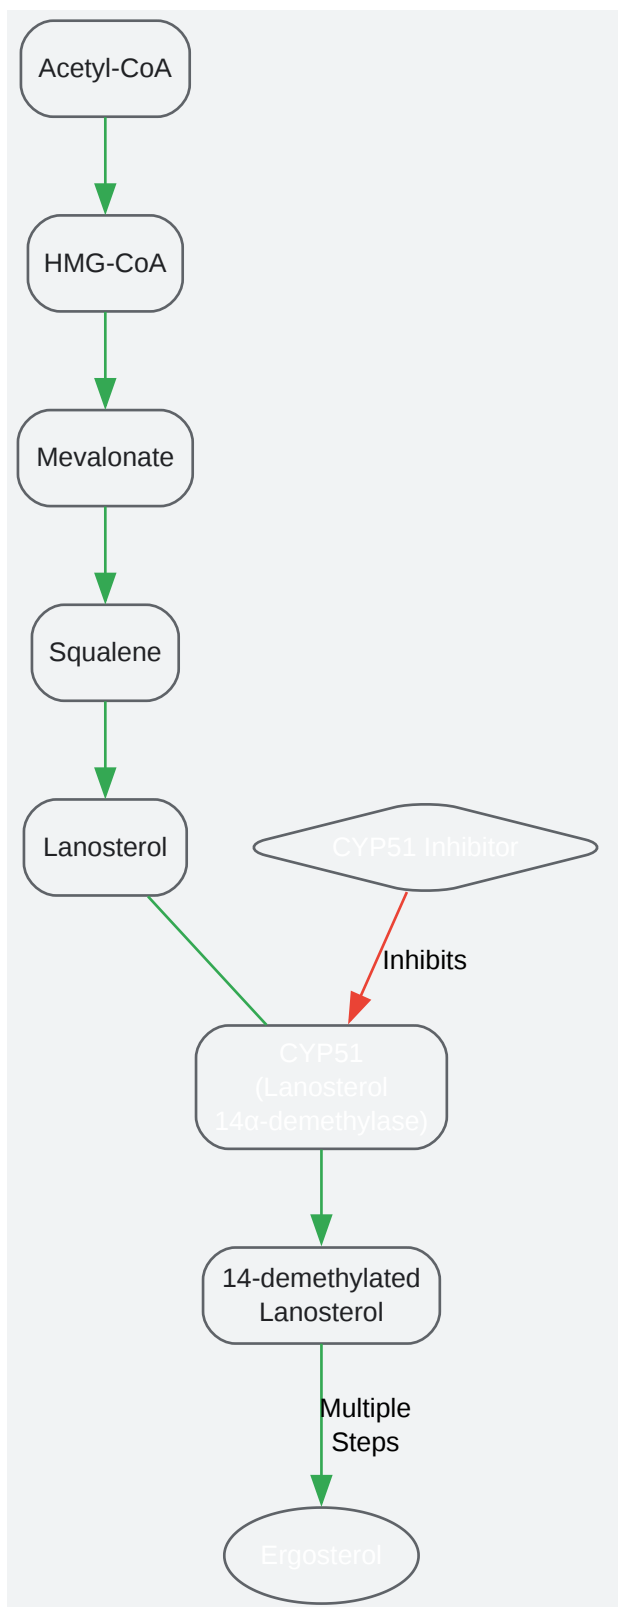 Acetyl-CoA
HMG-CoA
Mevalonate
Squalene
Lanosterol
CYP51 Inhibitor
Inhibits
CYP51
(Lanosterol
14α-demethylase)
14-demethylated
Lanosterol
Multiple
Steps
Ergosterol